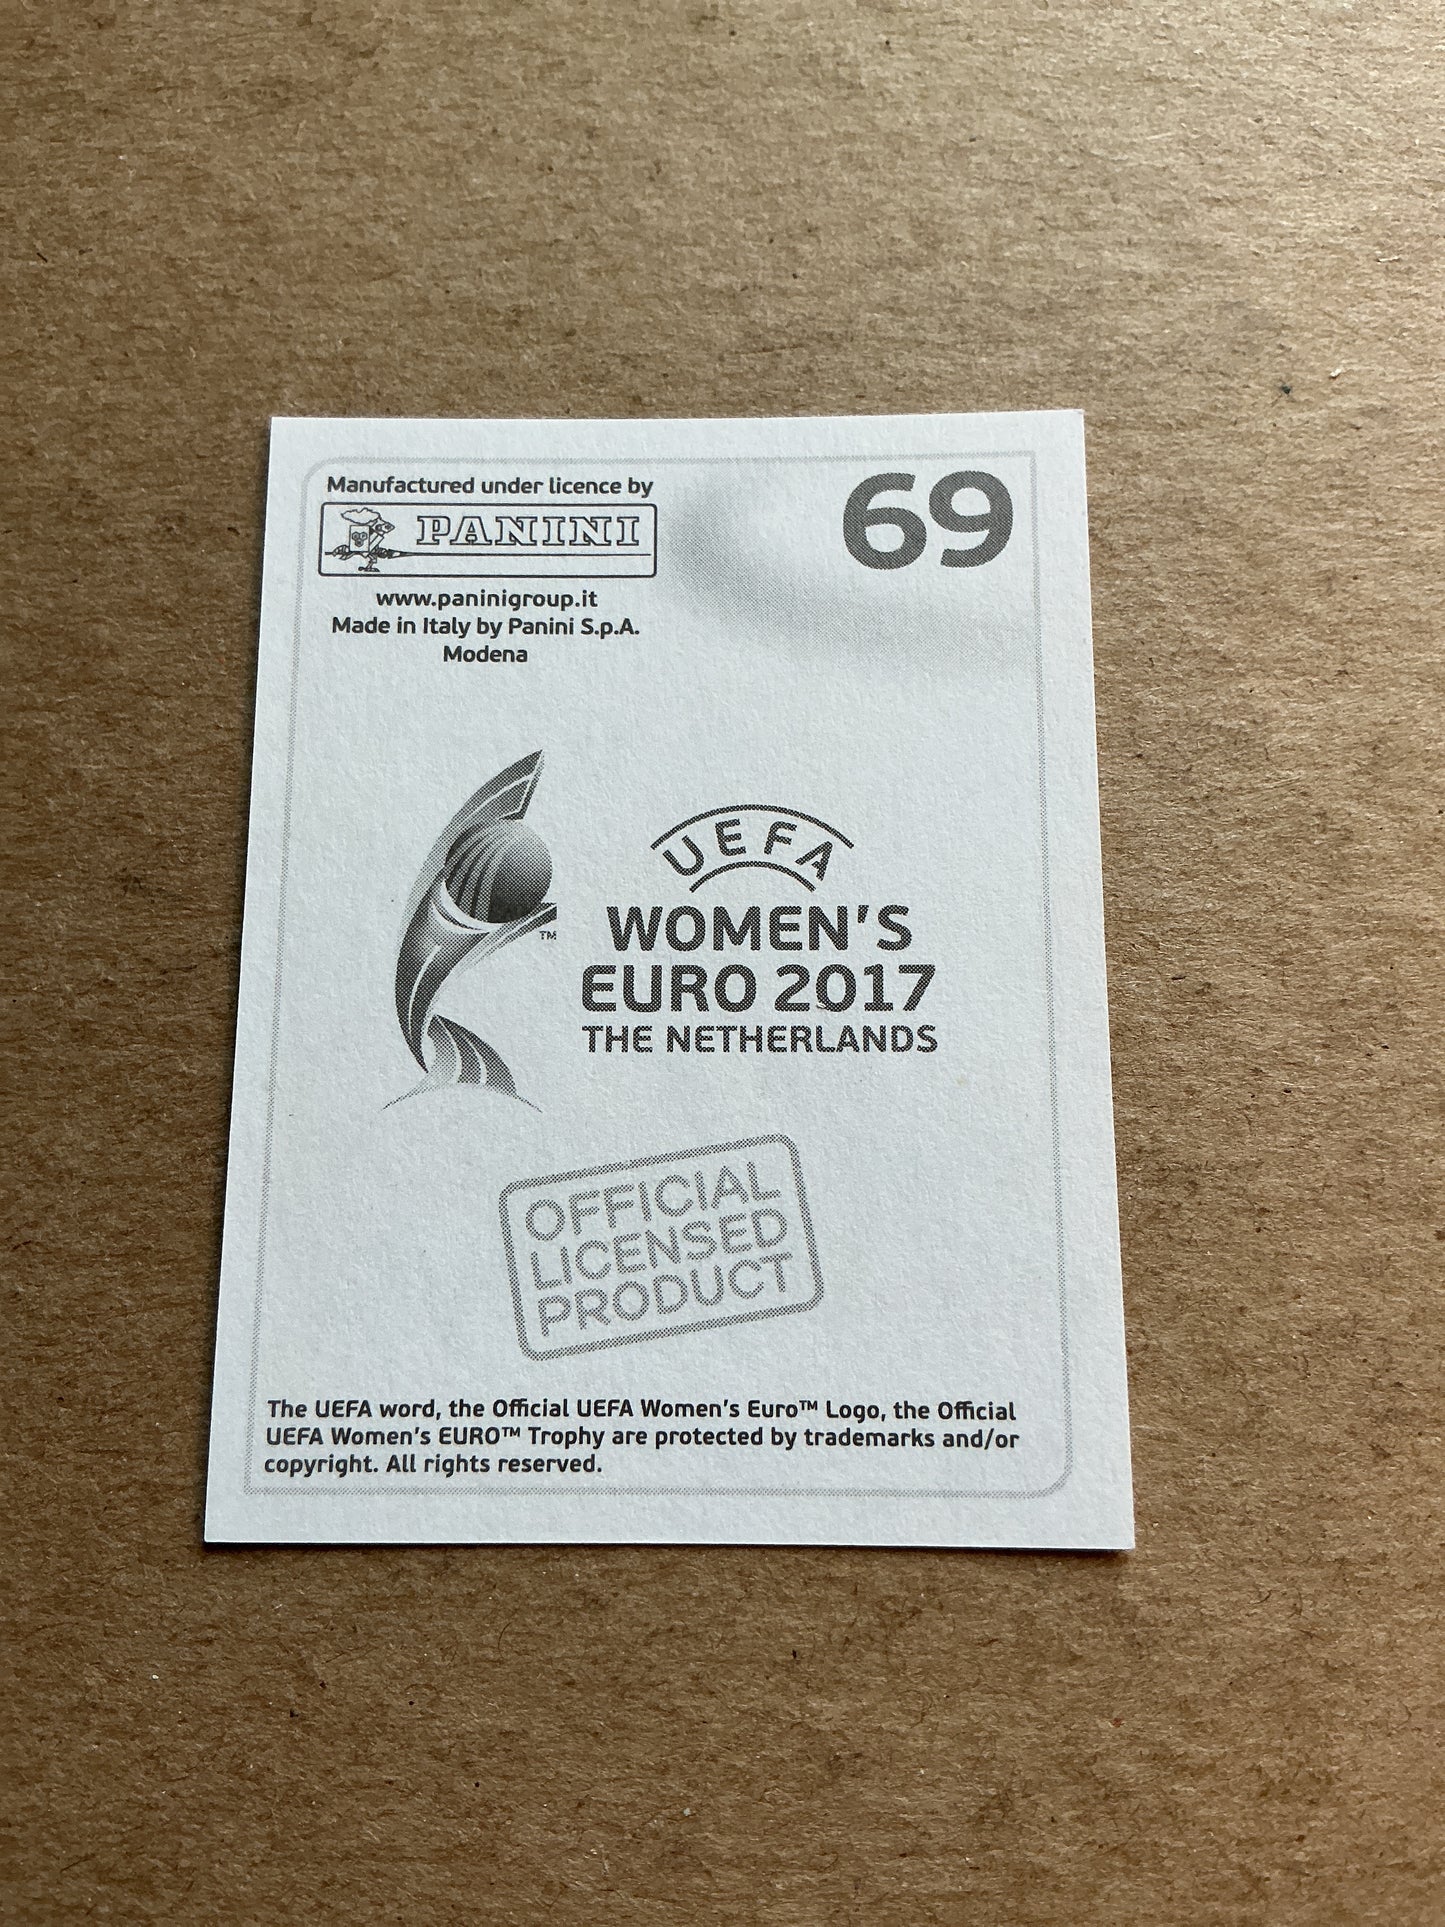 Manufactured under licence by
PANINI
69
www.paninigroup.it
Made in Italy by Panini S.p.A.
Modena
UEFA
WOMEN'S
EURO 2017
THE NETHERLANDS
TM
OFFICIAL
LICENSED
PRODUCT
The UEFA word, the Official UEFA Women's Euro™ Logo, the Official
UEFA Women's EURO™ Trophy are protected by trademarks and/or
copyright. All rights reserved.